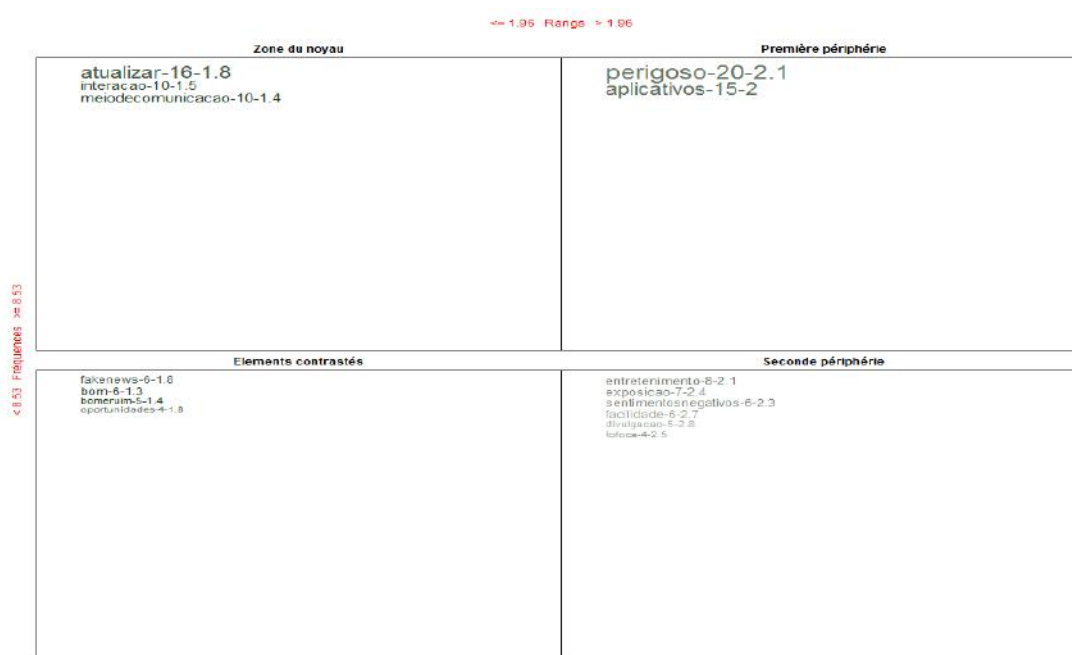 <= 1.96 Rangs > 1.96
Zone du noyau
Première périphérie
atualizar-16-1.8
interacao-10-1.5
meiodecomunicacao-10-1.4
perigoso-20-2.1
aplicativos-15-2
< 8.53 Fréquences >= 8.53
Elements contrastés
Seconde périphérie
fakenews-6-1.8
bom-6-1.3
bomeruim-5-1.4
oportunidades-4-1.8
entretenimento-8-2.1
exposicao-7-2.4
sentimentosnegativos-6-2.3
facilidade-6-2.7
divulgacao-5-2.8
fofoca-4-2.5